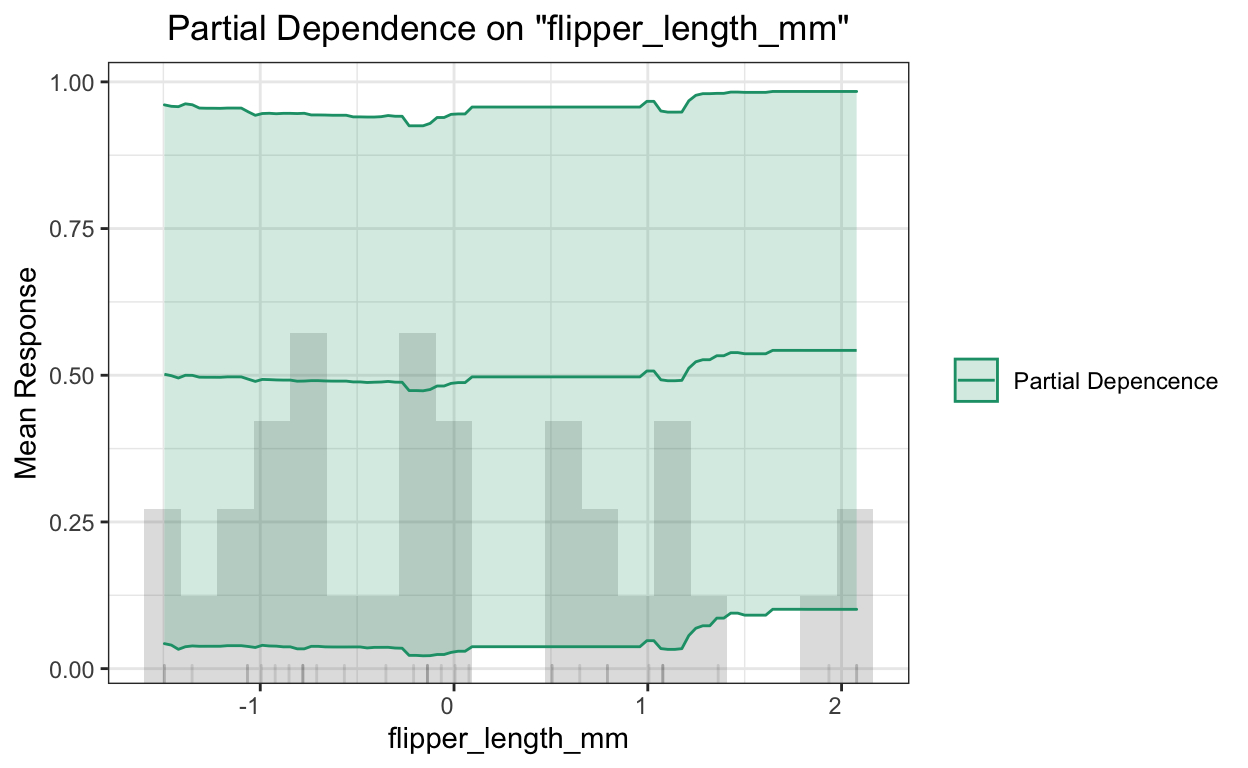 Partial Dependence on "flipper_length_mm"
1.00
0.75
0.50
0.25
0.00
Mean Response
-1
0
1
2
flipper_length_mm
Partial Depencence